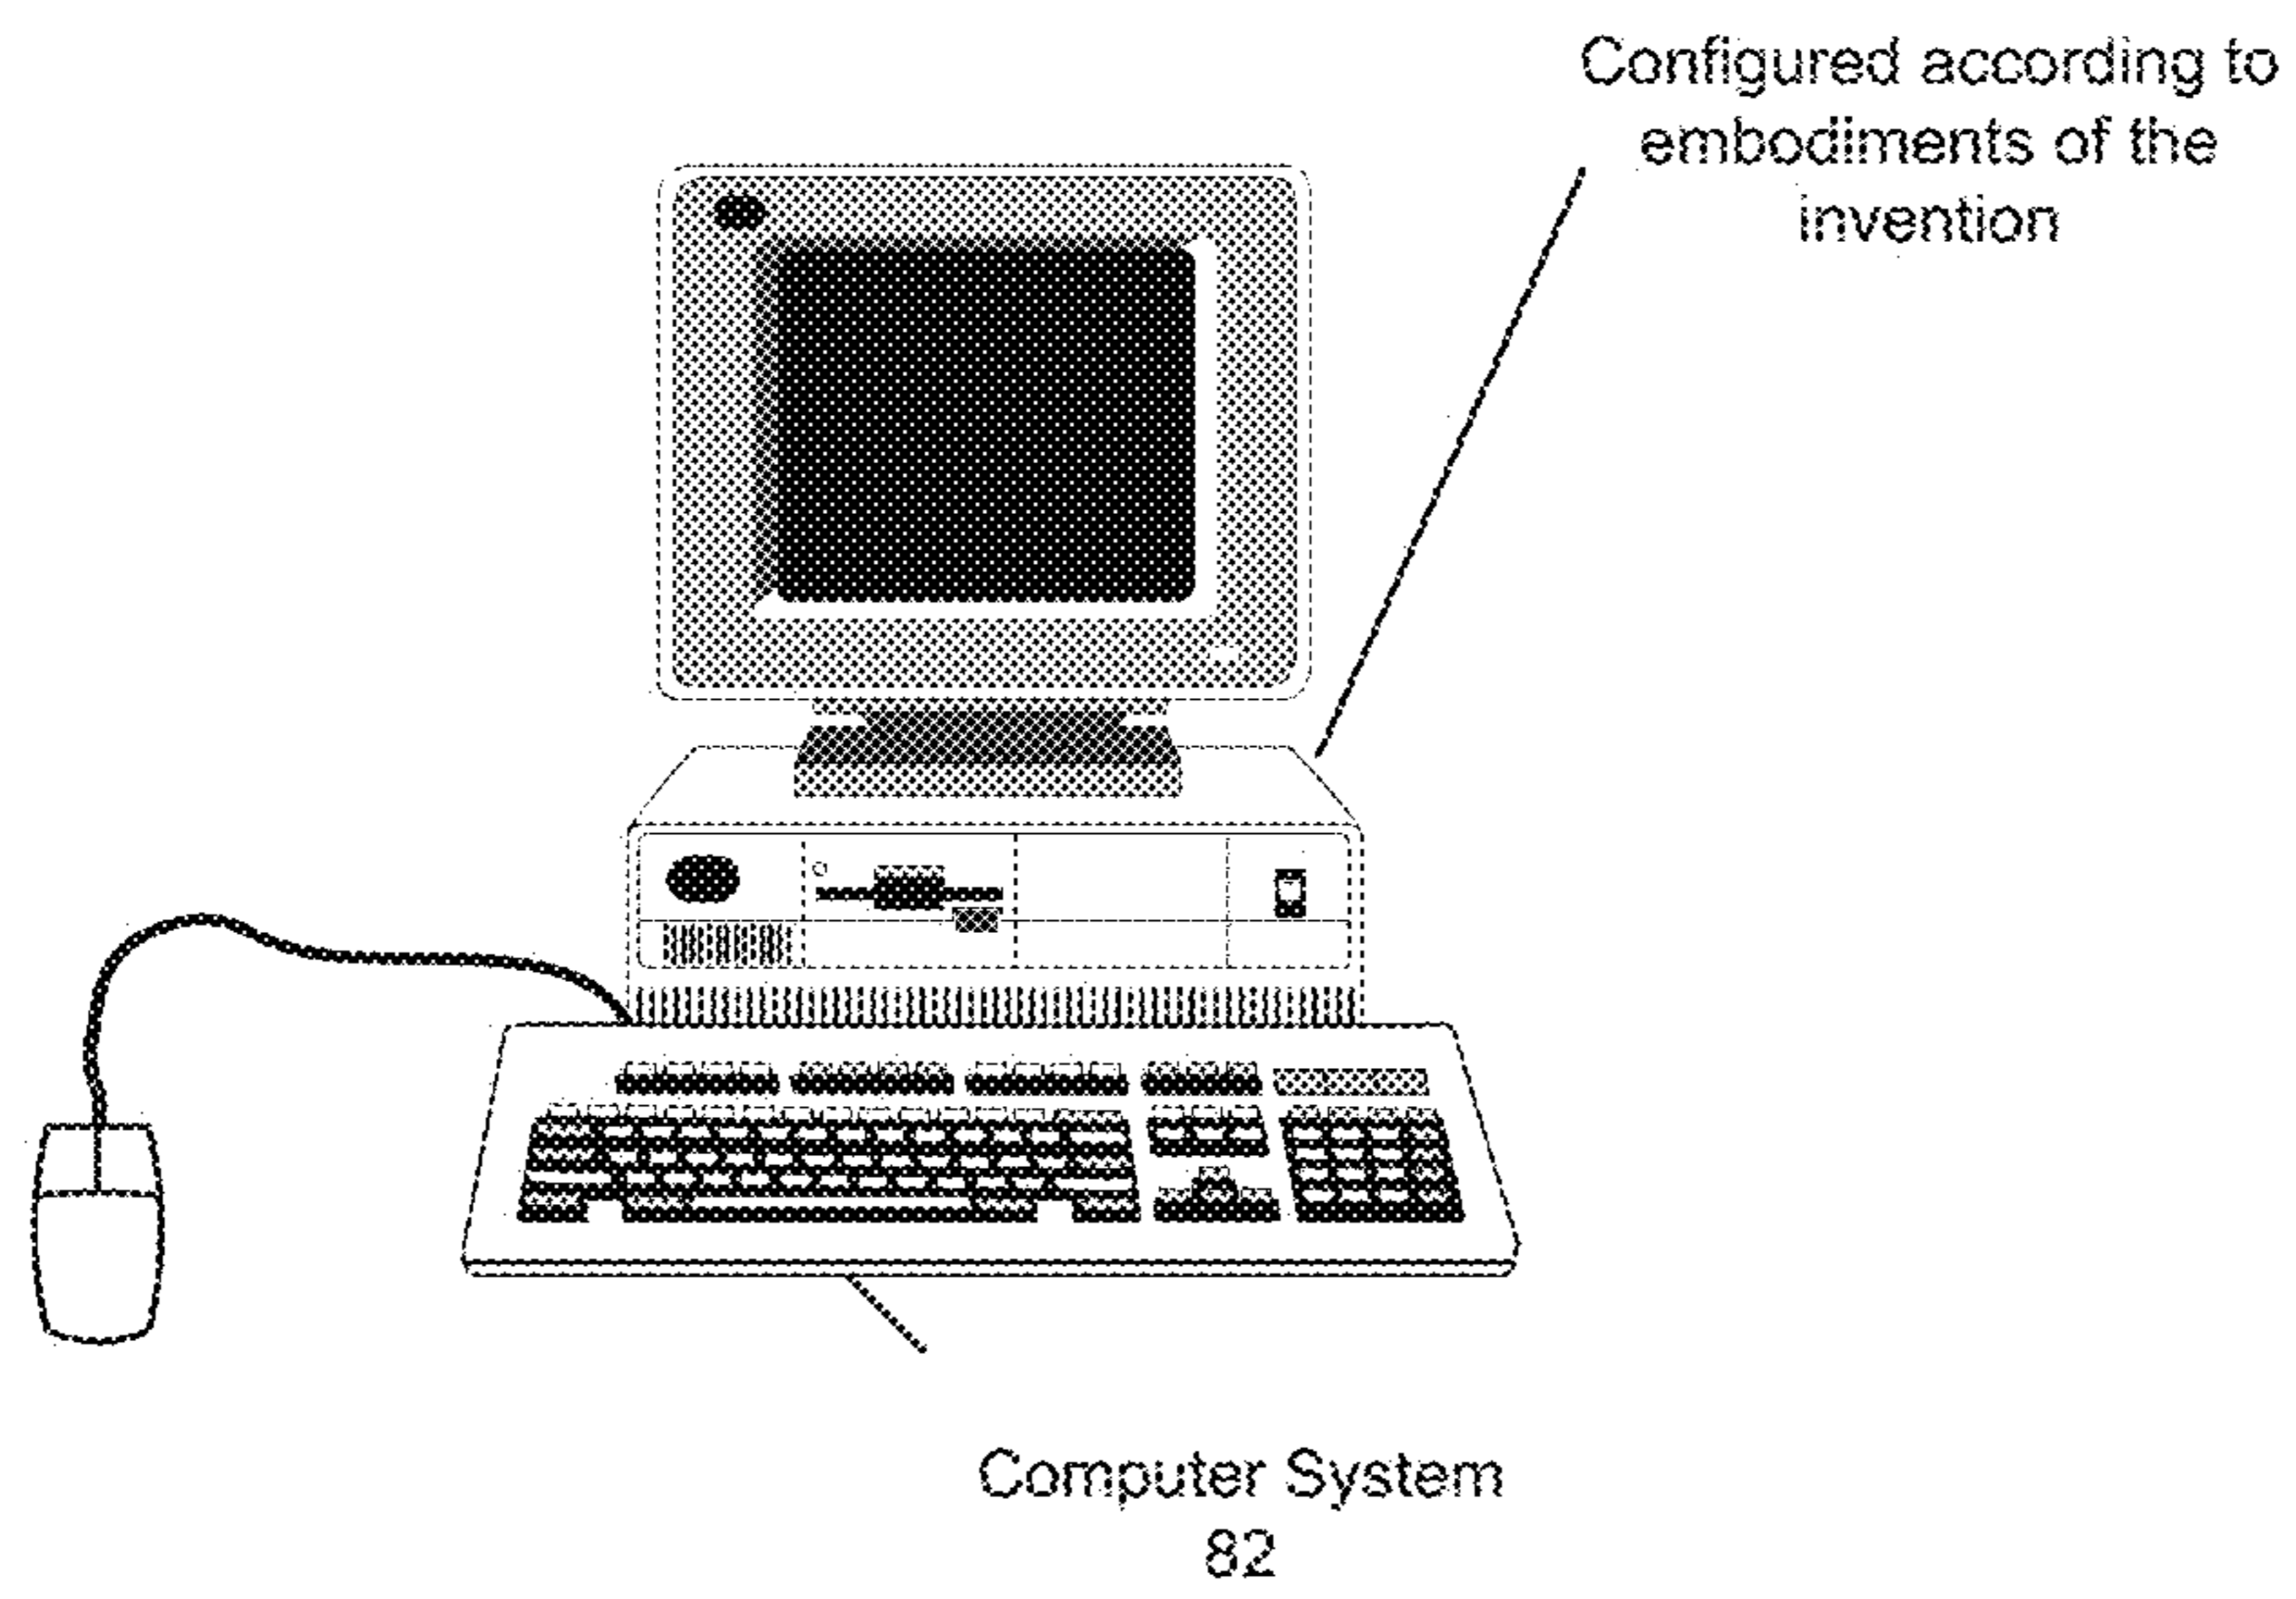 Configured according to
embodiments of the
invention
Computer System
82